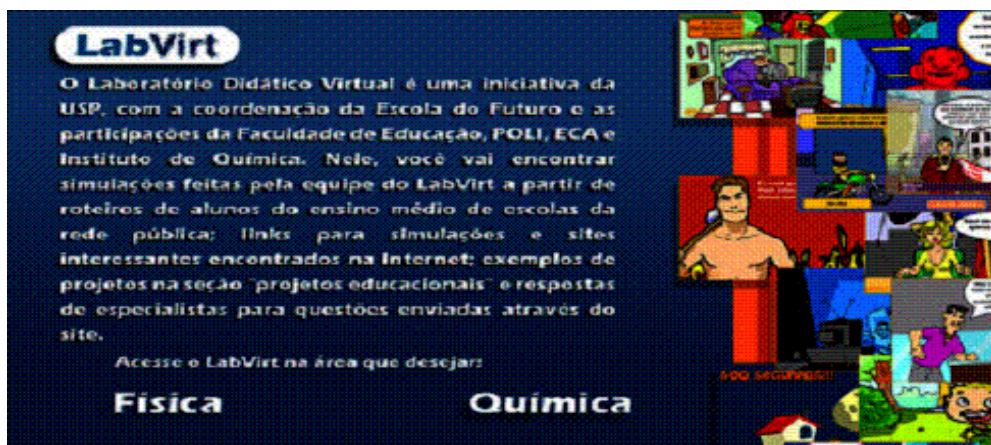 LabVirt
O Laboratório Didático Virtual é uma iniciativa da
USP, com a coordenação da Escola do Futuro e as
participações da Faculdade de Educação, POLI, ECA e
Instituto de Química. Nele, você vai encontrar
simulações feitas pela equipe do LabVirt a partir de
roteiros de alunos do ensino médio de escolas da
rede pública; links para simulações e sites
interessantes encontrados na Internet; exemplos de
projetos na seção "projetos educacionais" e respostas
de especialistas para questões enviadas através do
site.
Acesse o LabVirt na área que desejar:
Física
Química